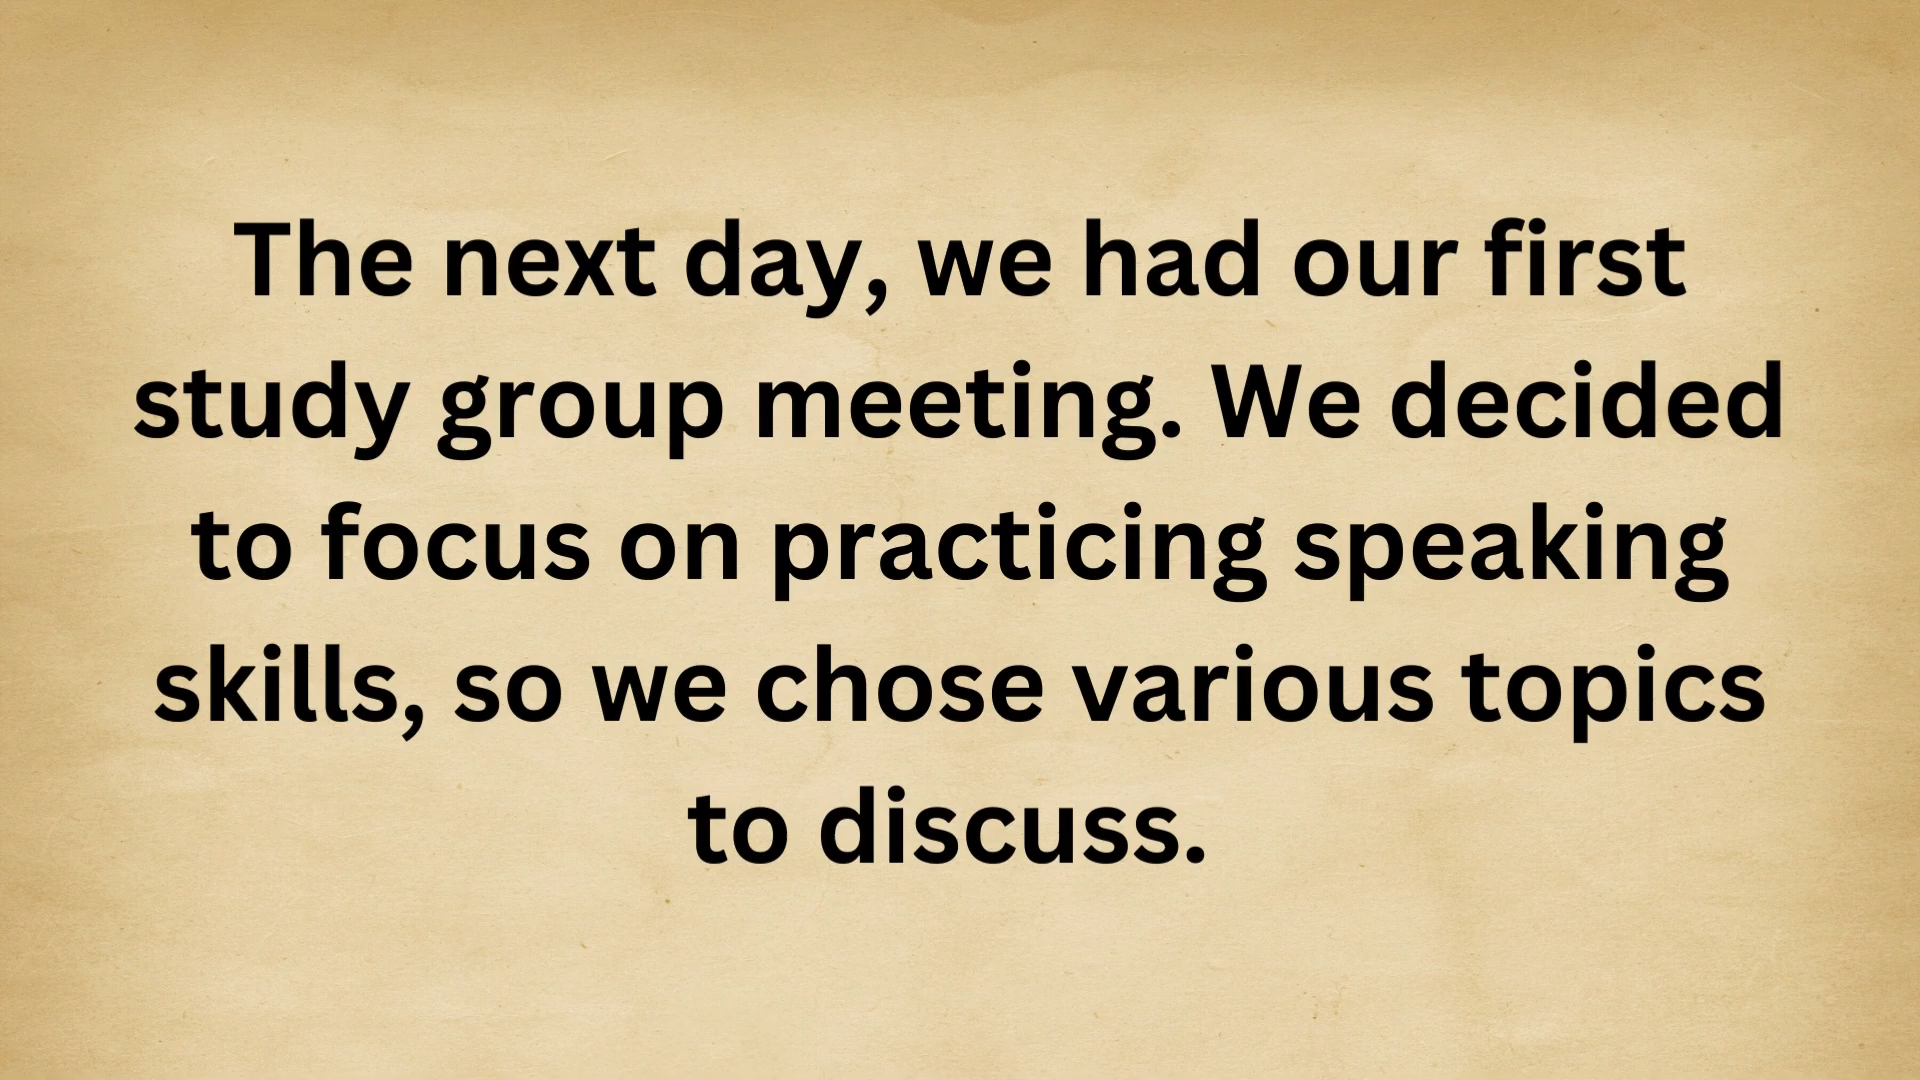 The next day, we had our first
study group meeting. We decided
to focus on practicing speaking
skills, so we chose various topics
to discuss.